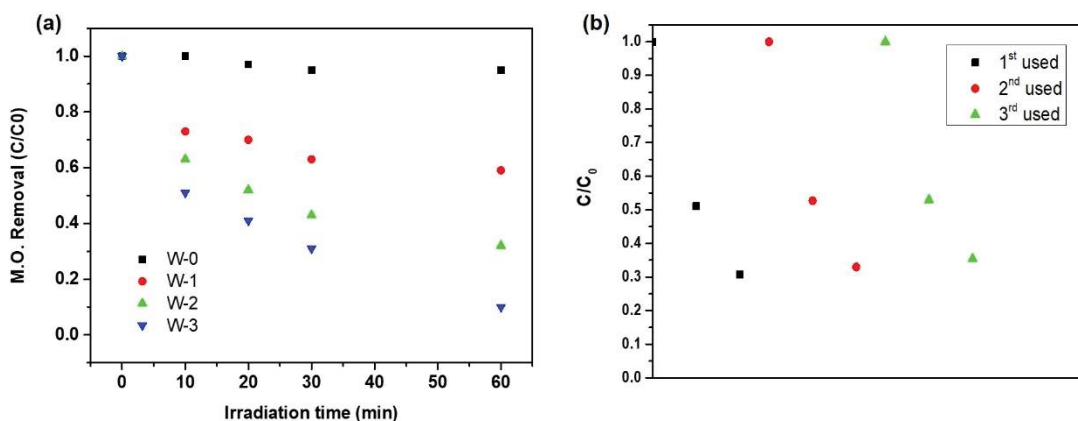 (a)
M.O. Removal (C/C0)
1.0
0.8
0.6
0.4
0.2
0.0
W-0
W-1
W-2
W-3
0 10 20 30 40 50 60
Irradiation time (min)
(b)
C/C₀
1.0
0.9
0.8
0.7
0.6
0.5
0.4
0.3
0.2
0.1
0.0
1st used
2nd used
3rd used